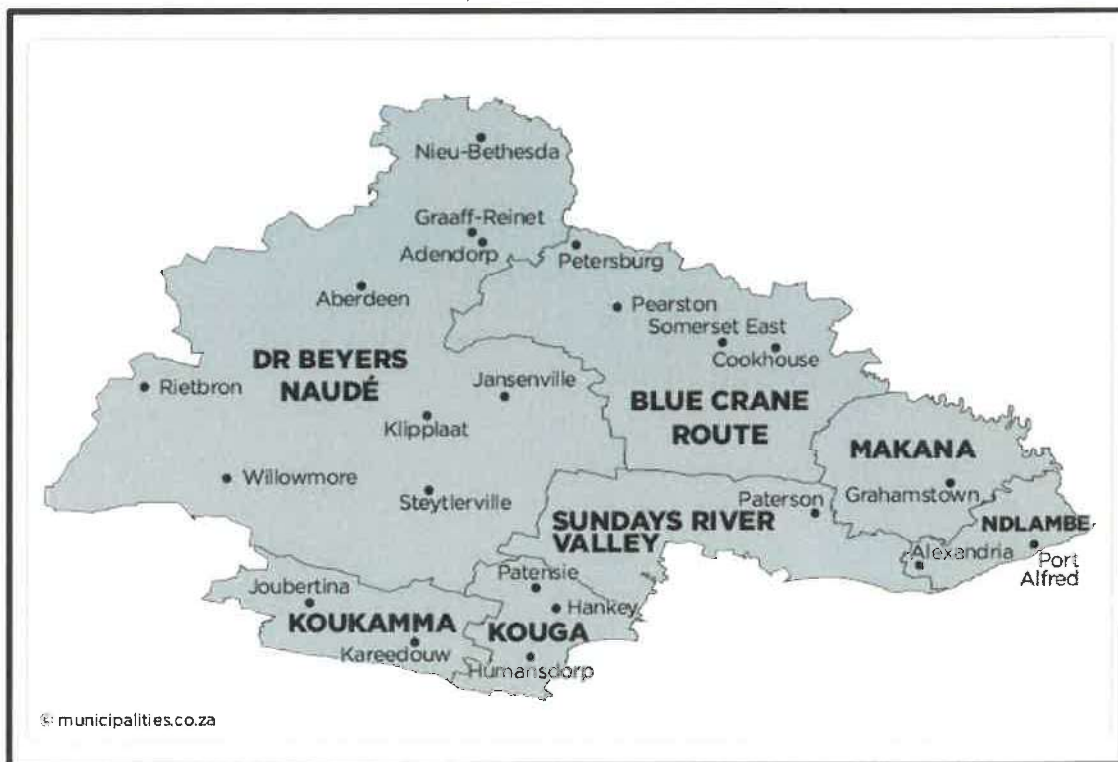 Nieu-Bethesda
Graaff-Reinet
Adendorp
Petersburg
Aberdeen
Pearston
Somerset East
Cookhouse
DR BEYERS
NAUDÉ
Rietbron
Jansenville
Klipplaat
BLUE CRANE
ROUTE
MAKANA
Willowmore
Steytlerville
Grahamstown
Paterson
SUNDAYS RIVER
VALLEY
NDLAMBE
Alexandria
Port
Alfred
Patensie
Joubertina
Hankey
KOUKAMMA
KOUGA
Kareedouw
Humansdorp
© municipalities.co.za